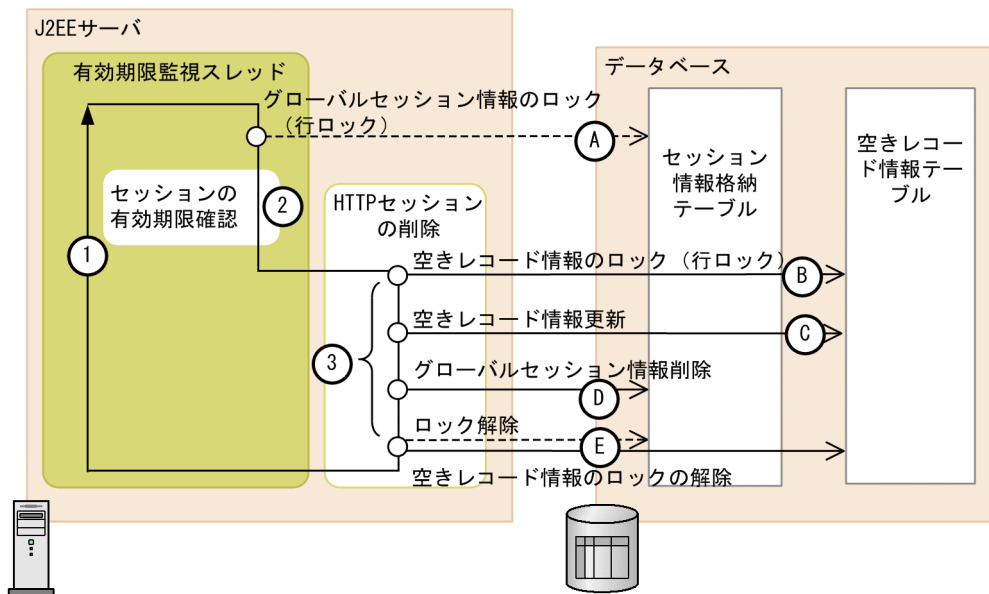 J2EEサーバ
有効期限監視スレッド
データベース
グローバルセッション情報のロック
（行ロック）
A
セッション
情報格納
テーブル
空きレコー
ド情報テー
ブル
セッションの
有効期限確認
2
HTTPセッション
の削除
1
空きレコード情報のロック（行ロック）
B
空きレコード情報更新
C
3
グローバルセッション情報削除
D
ロック解除
E
空きレコード情報のロックの解除